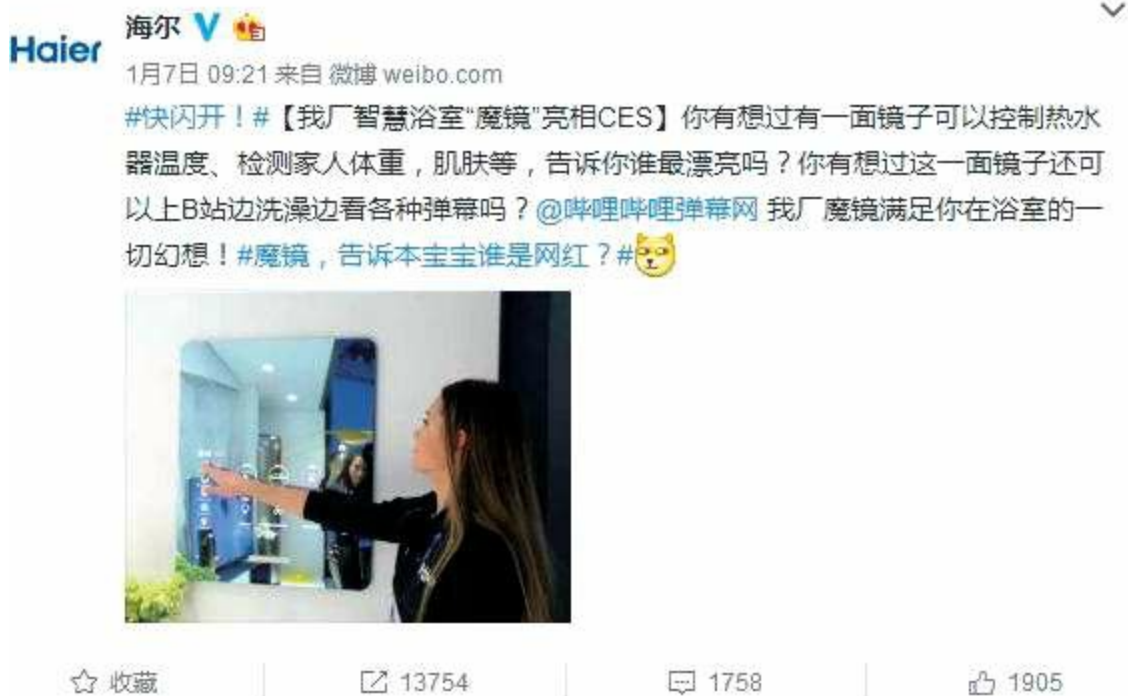 海尔
Haier
1月7日 09:21 来自 微博 weibo.com
#快闪开！#【我厂智慧浴室“魔镜”亮相CES】你有想过有一面镜子可以控制热水
器温度、检测家人体重，肌肤等，告诉你谁最漂亮吗？你有想过这一面镜子还可
以上B站边洗澡边看各种弹幕吗？@哔哩哔哩弹幕网 我厂魔镜满足你在浴室的一
切幻想！#魔镜，告诉本宝宝谁是网红？#
收藏 13754 1758 1905